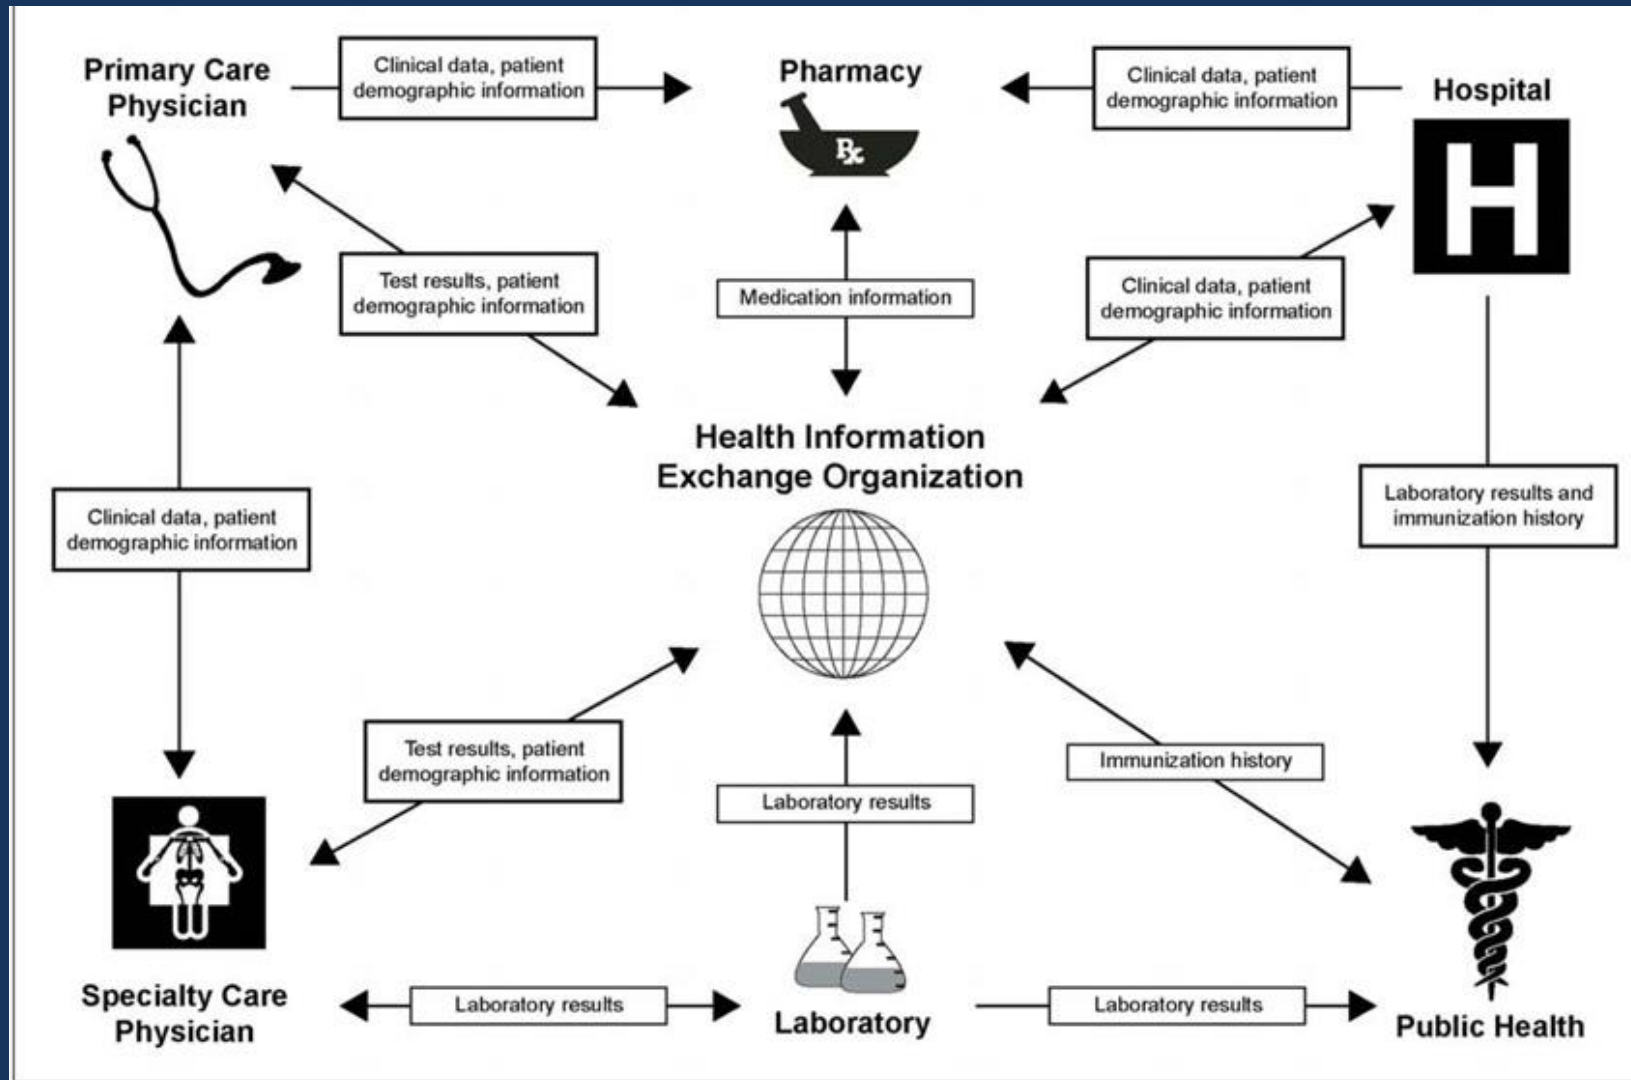 Primary Care
Physician
Clinical data, patient
demographic information
Pharmacy
Rx
Clinical data, patient
demographic information
Hospital
H
Test results, patient
demographic information
Medication information
Clinical data, patient
demographic information
Health Information
Exchange Organization
Clinical data, patient
demographic information
Laboratory results and
immunization history
Test results, patient
demographic information
Laboratory results
Immunization history
Specialty Care
Physician
Laboratory results
Laboratory
Laboratory results
Public Health